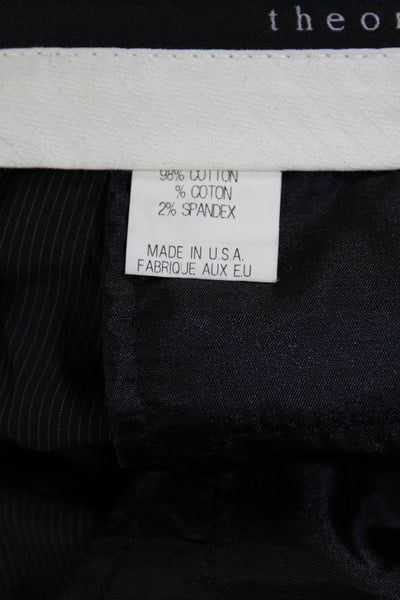 theor
98% COTTON
% COTON
2% SPANDEX
MADE IN U.S.A.
FABRIQUE AUX E.U